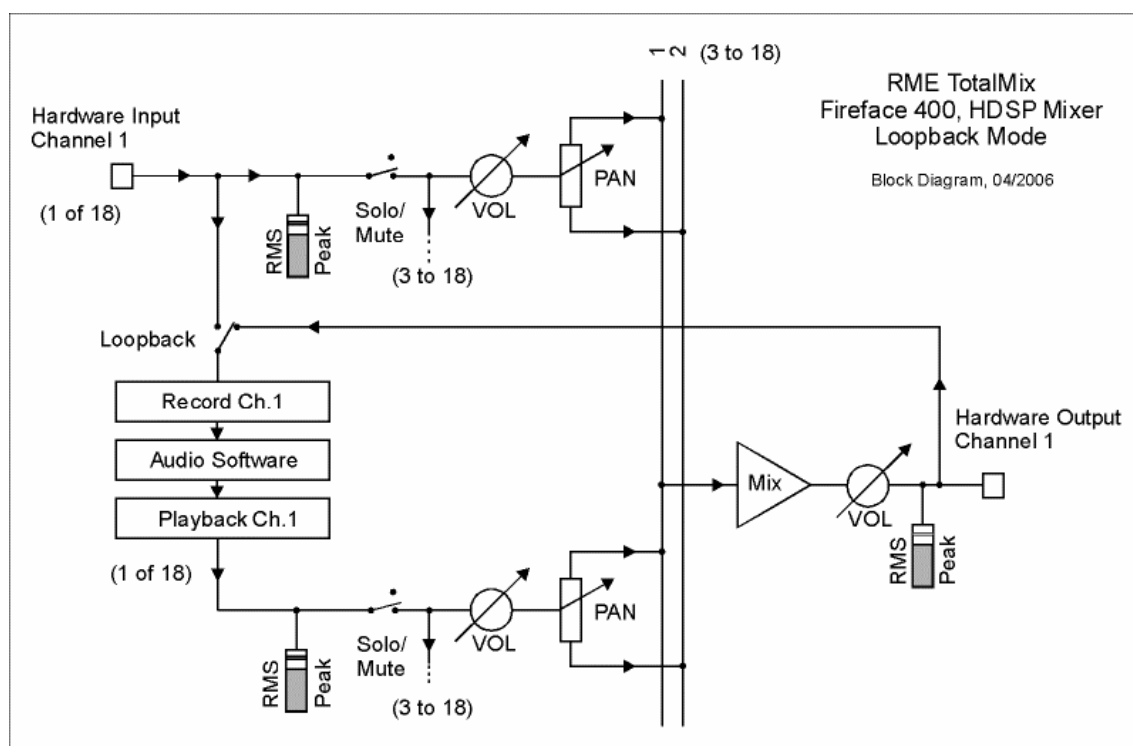 1
2
(3 to 18)
RME TotalMix
Fireface 400, HDSP Mixer
Loopback Mode
Block Diagram, 04/2006
Hardware Input
Channel 1
(1 of 18)
RMS
Peak
Solo/
Mute
(3 to 18)
VOL
PAN
Loopback
Record Ch.1
Audio Software
Playback Ch.1
(1 of 18)
Mix
VOL
Hardware Output
Channel 1
RMS
Peak
RMS
Peak
Solo/
Mute
(3 to 18)
VOL
PAN